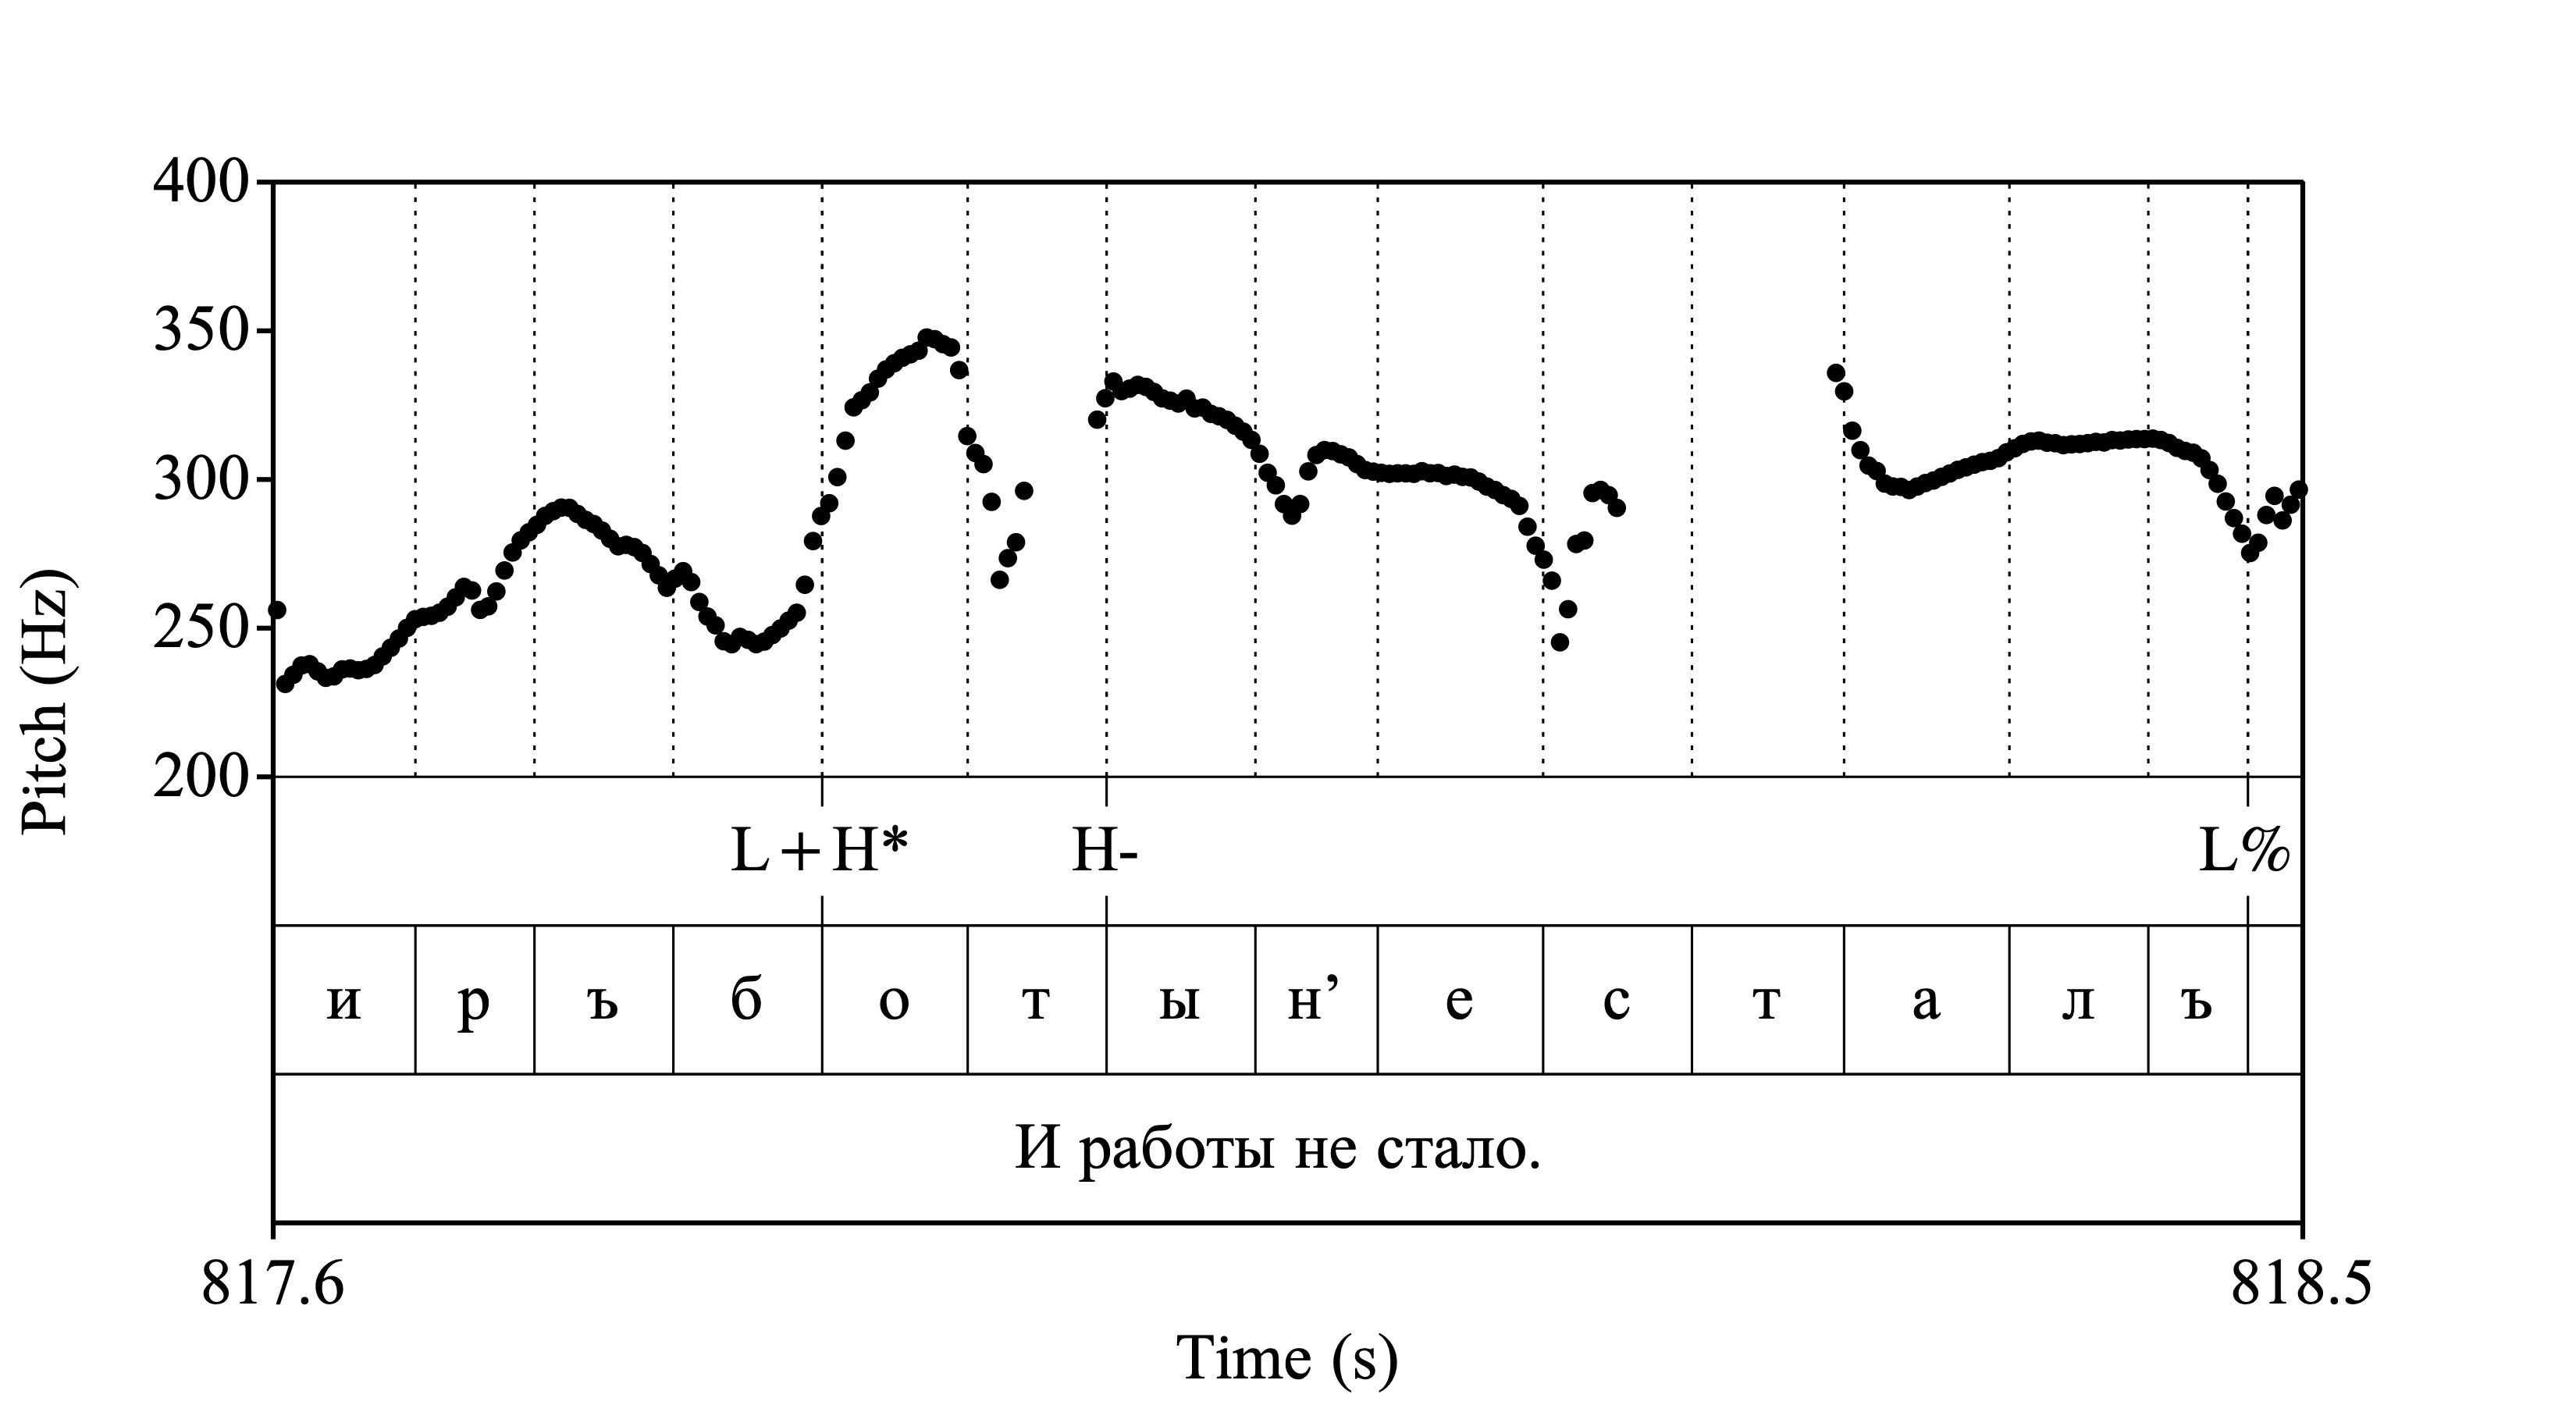 400
350
300
250
200
Pitch (Hz)
L+H* H- L%
и р ъ б о т ы н’ е с т а л ъ
И работы не стало.
817.6 818.5
Time (s)